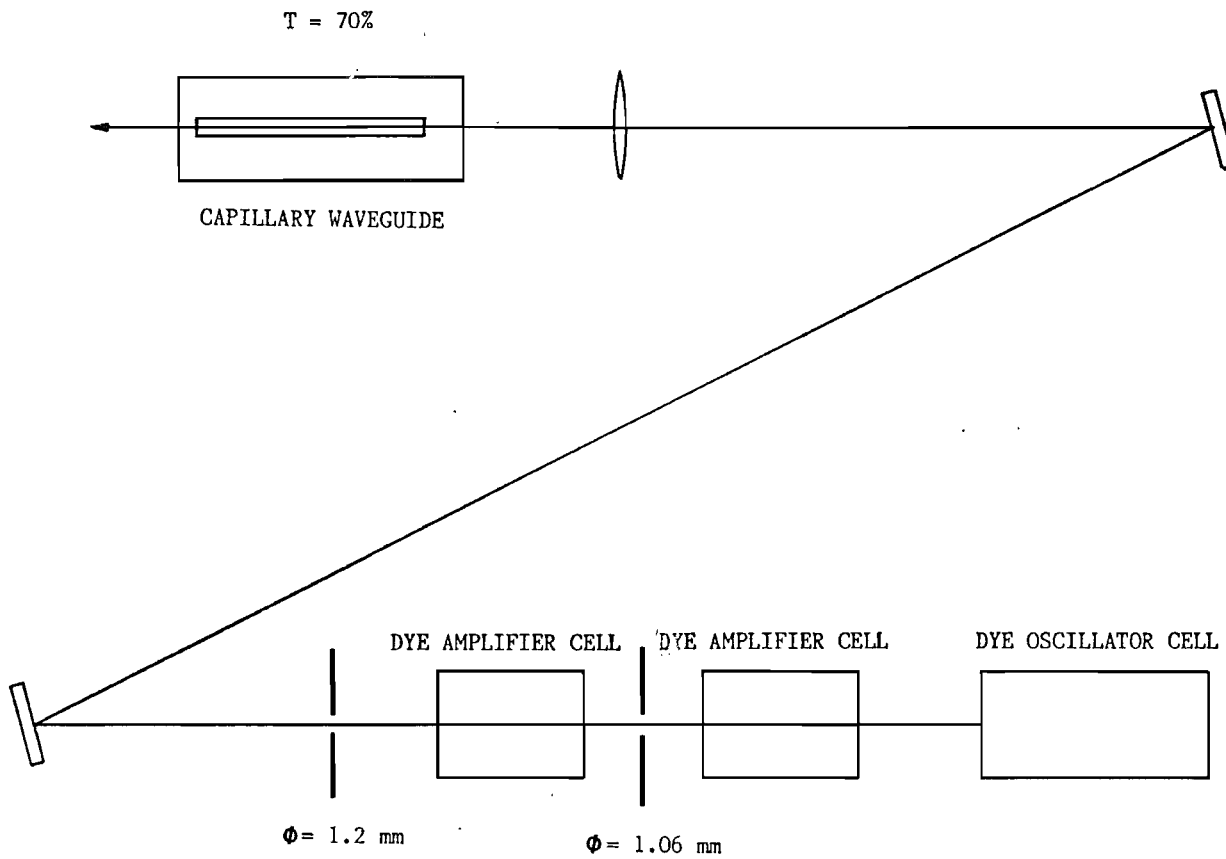 T = 70%
CAPILLARY WAVEGUIDE
DYE AMPLIFIER CELL
DYE AMPLIFIER CELL
DYE OSCILLATOR CELL
Φ= 1.2 mm
Φ= 1.06 mm